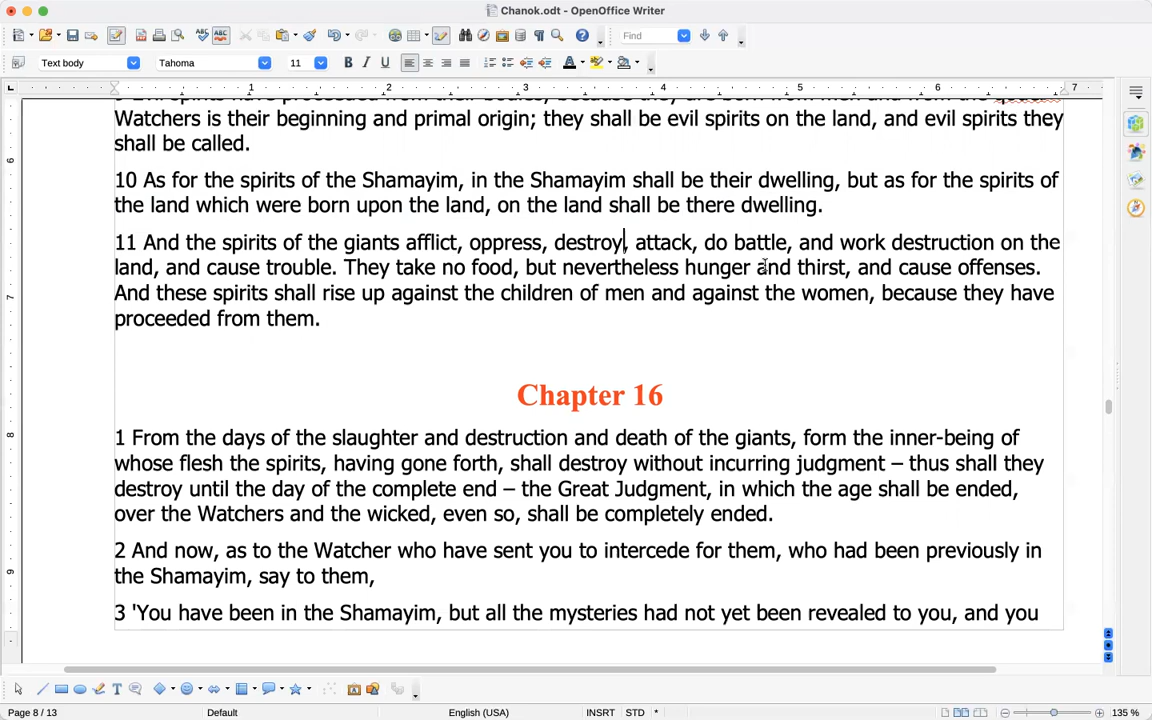 Chanok.odt - OpenOffice Writer
Find
Text body Tahoma 11 B I U
1 2 3 4 5 6 7
Watchers is their beginning and primal origin; they shall be evil spirits on the land, and evil spirits they
shall be called.
10 As for the spirits of the Shamayim, in the Shamayim shall be their dwelling, but as for the spirits of
the land which were born upon the land, on the land shall be there dwelling.
11 And the spirits of the giants afflict, oppress, destroy, attack, do battle, and work destruction on the
land, and cause trouble. They take no food, but nevertheless hunger and thirst, and cause offenses.
And these spirits shall rise up against the children of men and against the women, because they have
proceeded from them.
Chapter 16
1 From the days of the slaughter and destruction and death of the giants, form the inner-being of
whose flesh the spirits, having gone forth, shall destroy without incurring judgment – thus shall they
destroy until the day of the complete end – the Great Judgment, in which the age shall be ended,
over the Watchers and the wicked, even so, shall be completely ended.
2 And now, as to the Watcher who have sent you to intercede for them, who had been previously in
the Shamayim, say to them,
3 'You have been in the Shamayim, but all the mysteries had not yet been revealed to you, and you
6
7
8
9
Page 8 / 13 Default English (USA) INSRT STD * 135 %